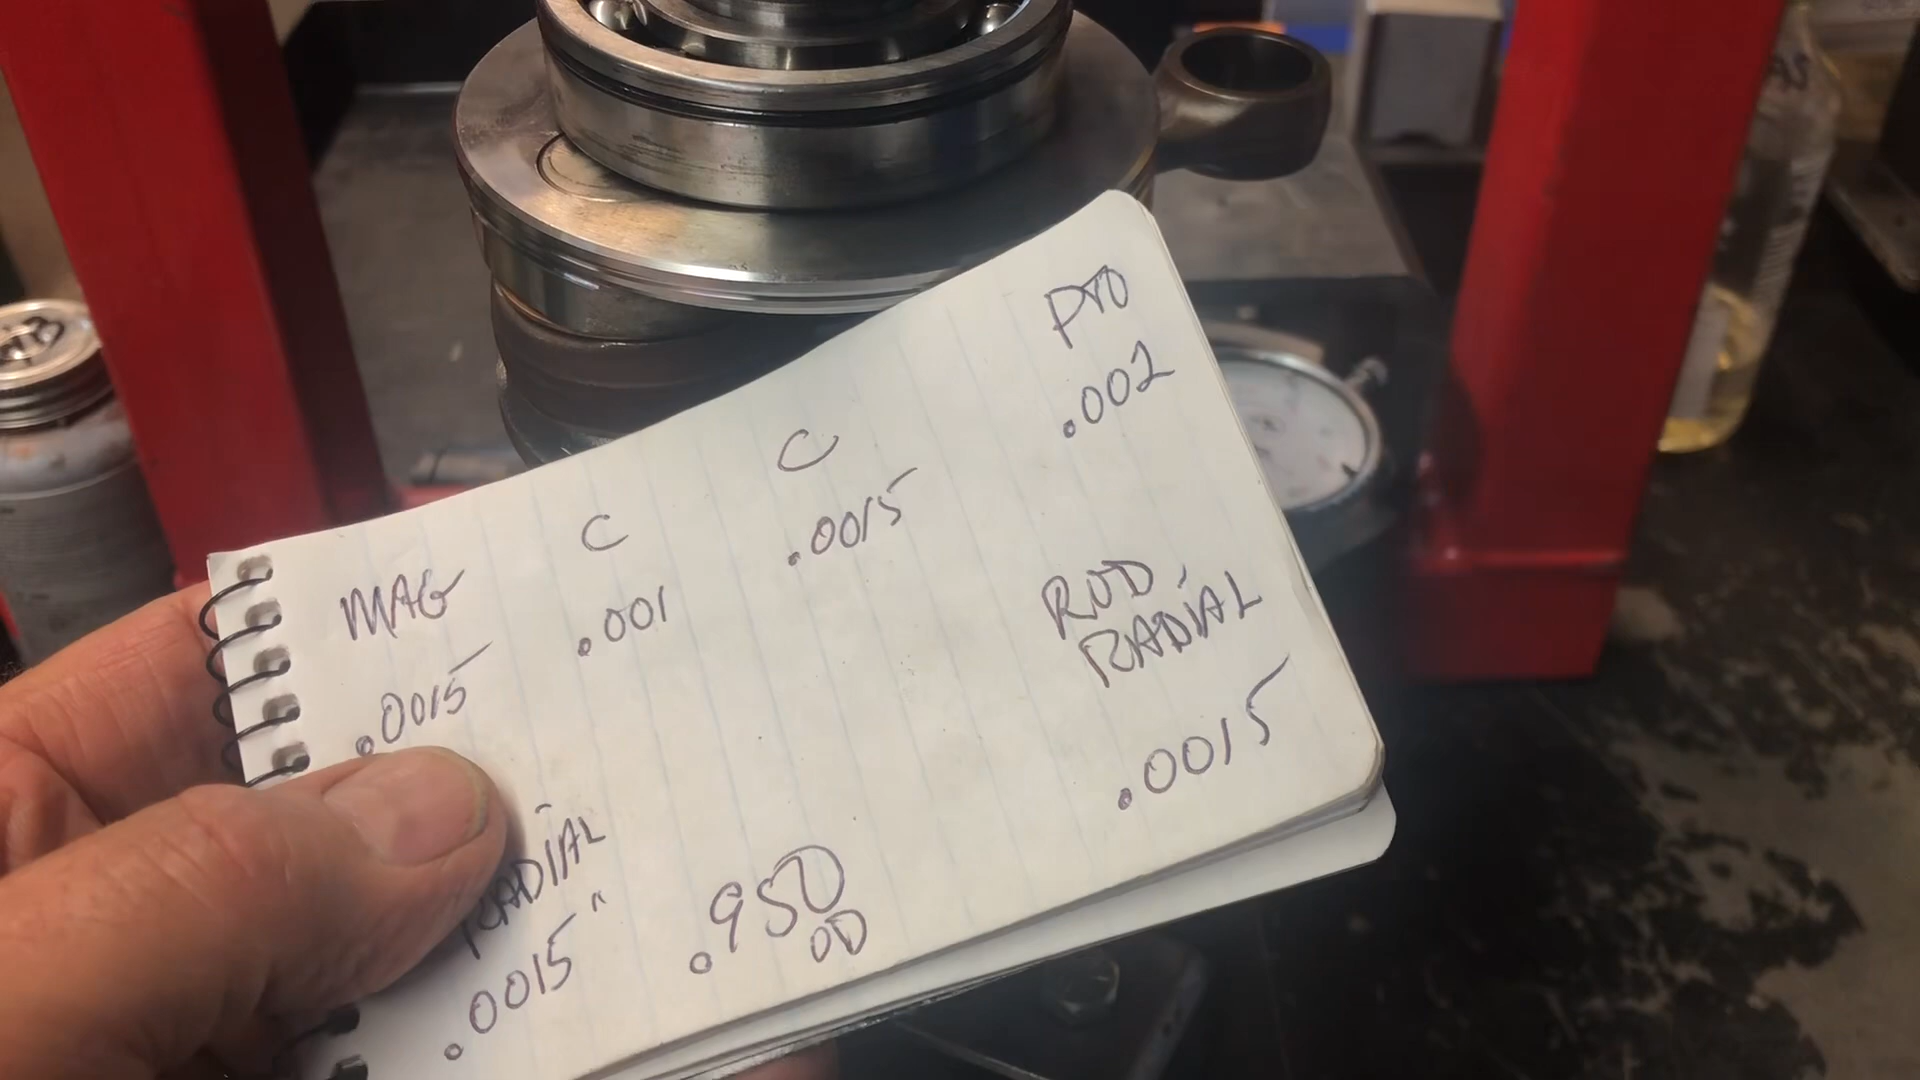 MAG C C PTO
.0015 .001 .0015 .002
ROD
RADIAL
.0015
RADIAL
.0015" .950
OD